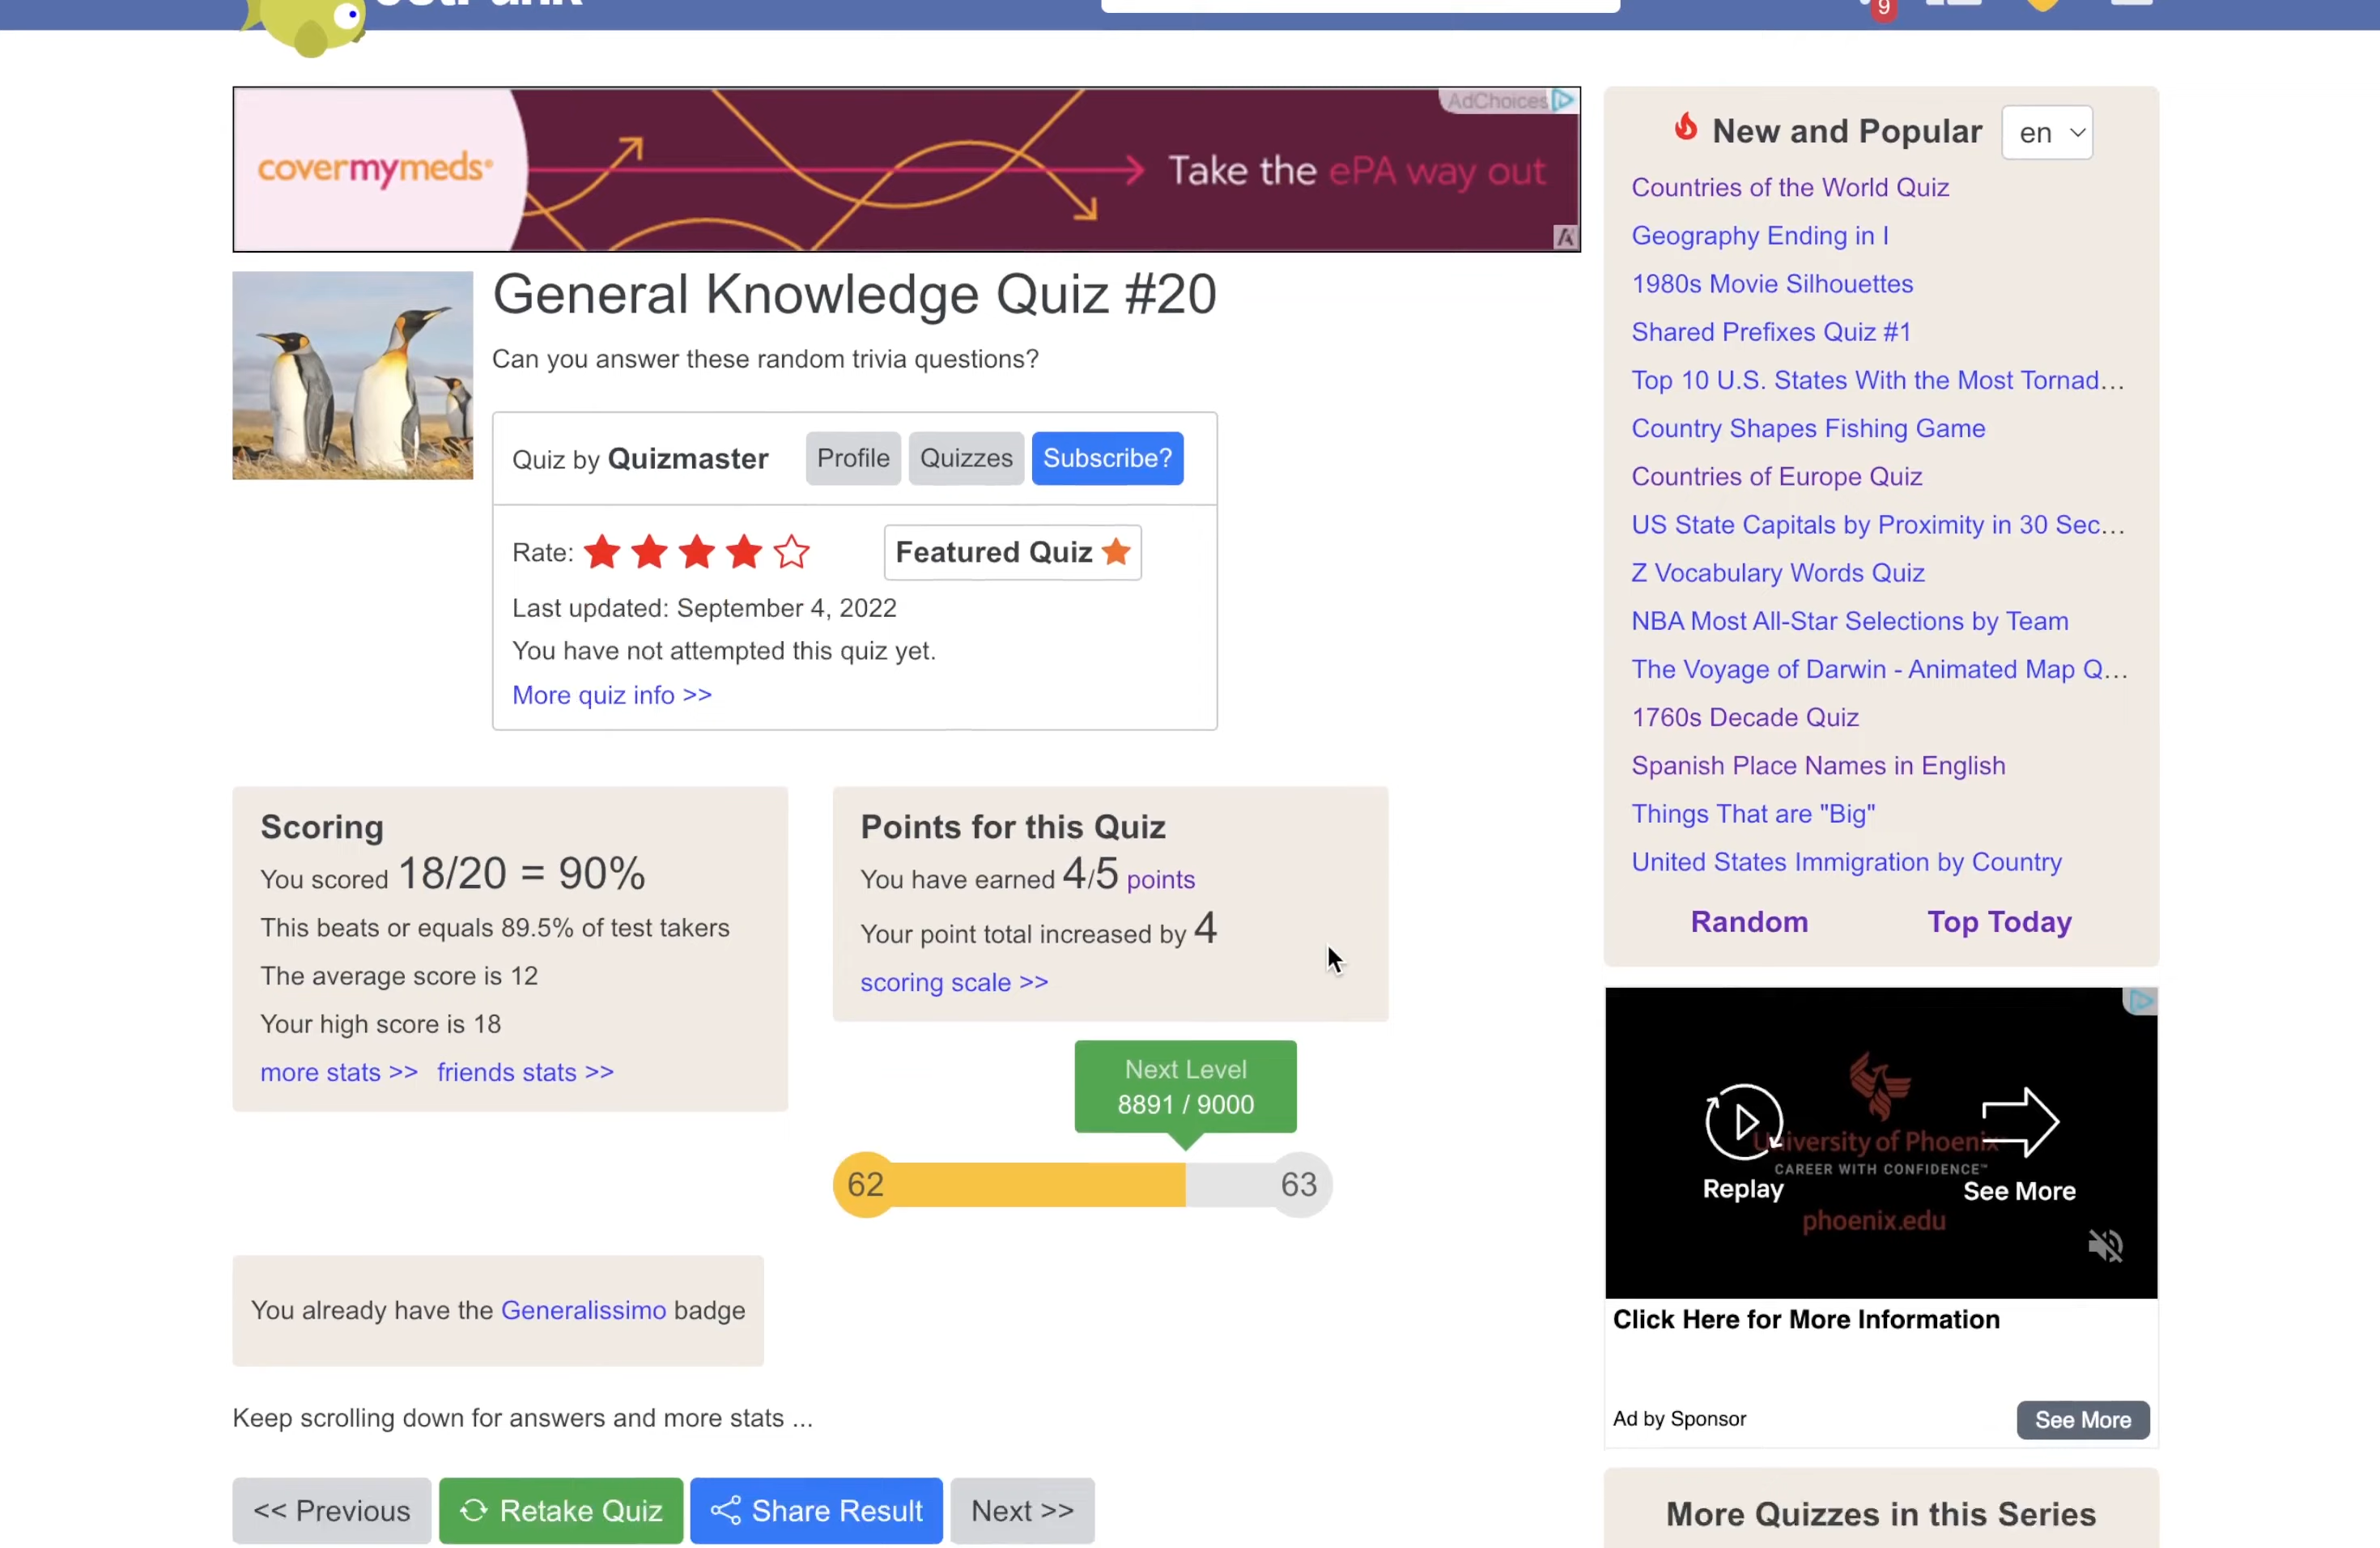 9
AdChoices
covermymeds®
Take the ePA way out
General Knowledge Quiz #20
Can you answer these random trivia questions?
Quiz by Quizmaster
Profile
Quizzes
Subscribe?
Rate:
Featured Quiz
Last updated: September 4, 2022
You have not attempted this quiz yet.
More quiz info >>
Scoring
You scored 18/20 = 90%
This beats or equals 89.5% of test takers
The average score is 12
Your high score is 18
more stats >> friends stats >>
Points for this Quiz
You have earned 4/5 points
Your point total increased by 4
scoring scale >>
Next Level
8891 / 9000
62
63
You already have the Generalissimo badge
Keep scrolling down for answers and more stats ...
<< Previous
Retake Quiz
Share Result
Next >>
New and Popular
en
Countries of the World Quiz
Geography Ending in I
1980s Movie Silhouettes
Shared Prefixes Quiz #1
Top 10 U.S. States With the Most Tornad…
Country Shapes Fishing Game
Countries of Europe Quiz
US State Capitals by Proximity in 30 Sec…
Z Vocabulary Words Quiz
NBA Most All-Star Selections by Team
The Voyage of Darwin - Animated Map Q…
1760s Decade Quiz
Spanish Place Names in English
Things That are "Big"
United States Immigration by Country
Random
Top Today
University of Phoenix
CAREER WITH CONFIDENCE™
Replay
See More
phoenix.edu
Click Here for More Information
Ad by Sponsor
See More
More Quizzes in this Series